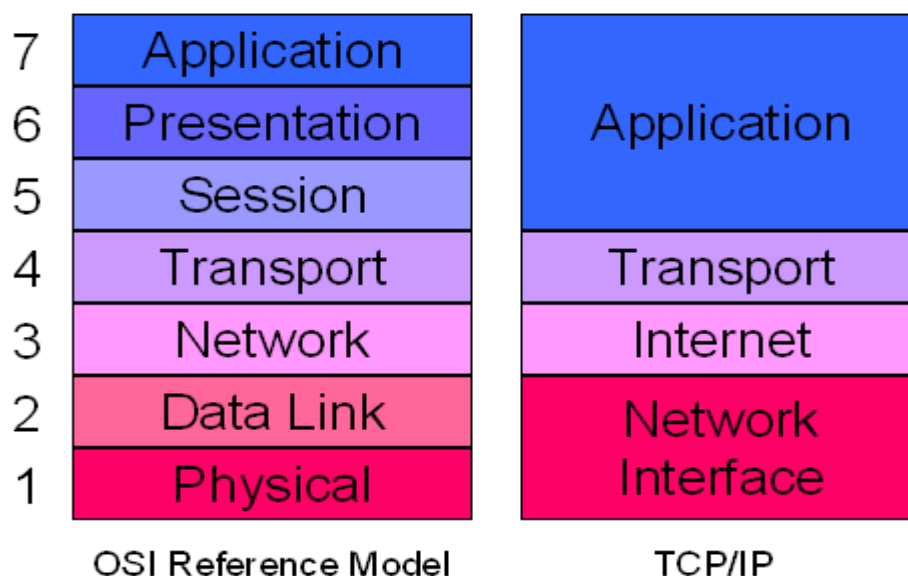 7 Application
6 Presentation
5 Session
4 Transport
3 Network
2 Data Link
1 Physical
OSI Reference Model
Application
Transport
Internet
Network
Interface
TCP/IP